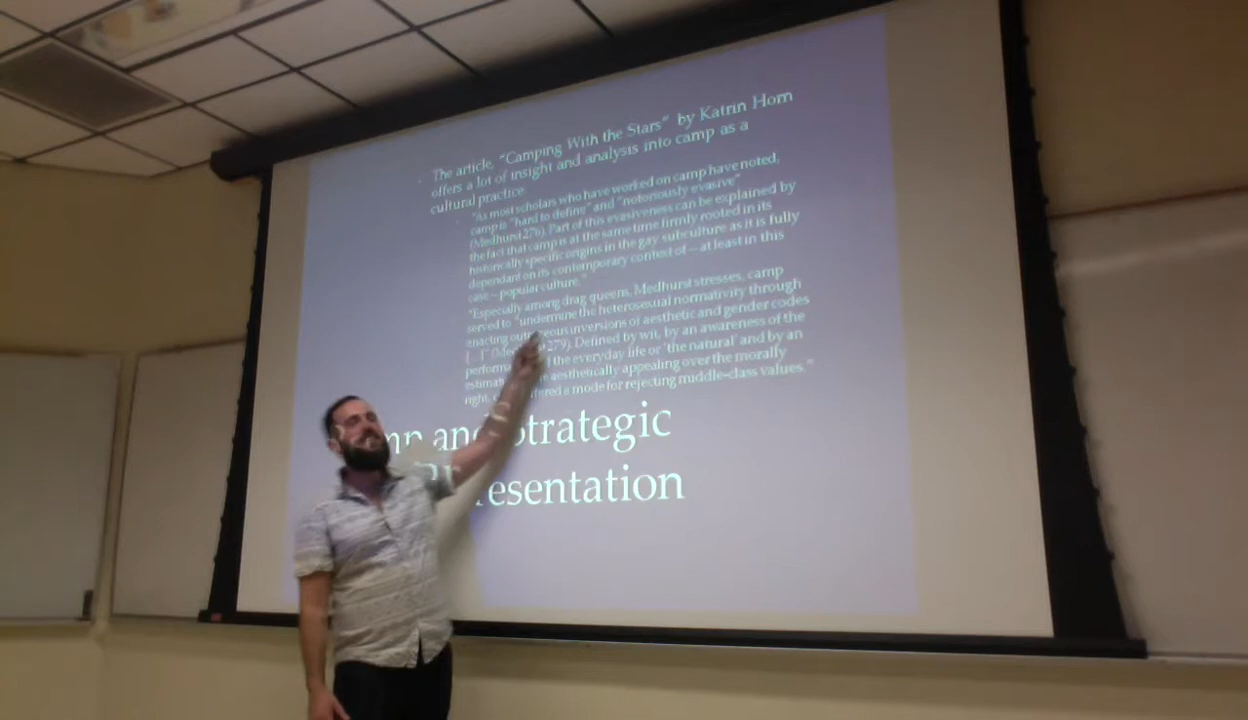 The article, "Camping With the Stars" by Katrin Horn
offers a lot of insight and analysis into camp as a
cultural practice
"As most scholars who have worked on camp have noted,
camp is "hard to define" and "notoriously evasive"
(Medhurst 276). Part of this evasiveness can be explained by
the fact that camp is at the same time firmly rooted in its
historically specific origins in the gay subculture as it is fully
dependant on its contemporary context of – at least in this
case – popular culture."
"Especially among drag queens, Medhurst stresses, camp
served to "undermine the heterosexual normativity through
enacting outrageous inversions of aesthetic and gender codes
[...]" 279). Defined by wit, by an awareness of the
the everyday life or 'the natural' and by an
aesthetically appealing over the morally
right, a mode for rejecting middle-class values."
and Strategic